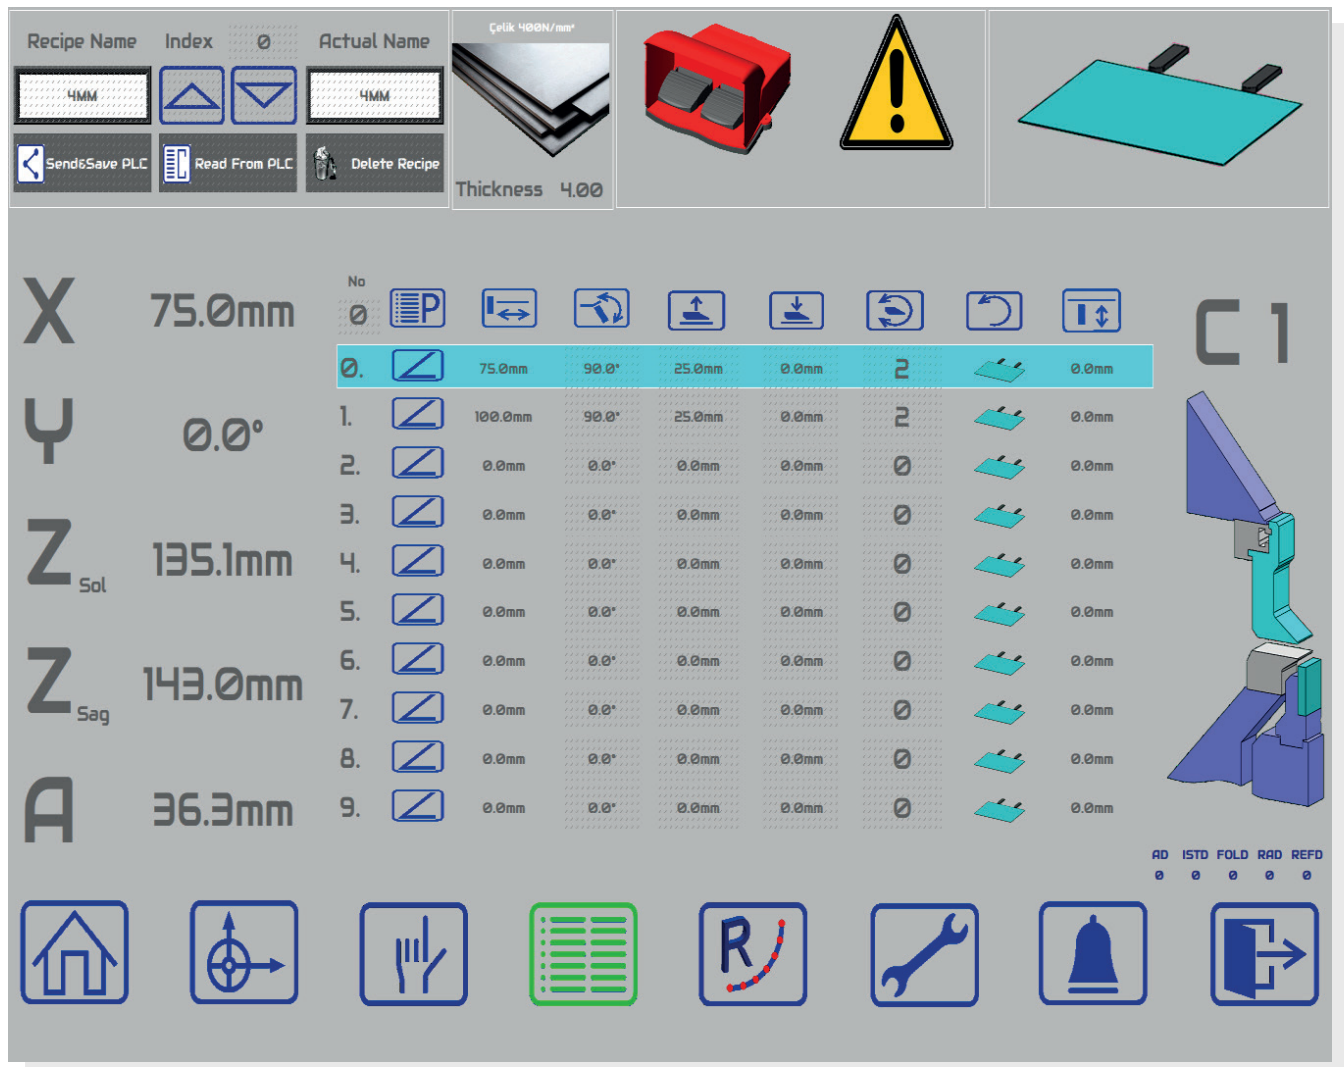 Recipe Name Index 0 Actual Name
4MM 4MM
Send&Save PLC Read From PLC Delete Recipe
Çelik 400N/mm²
Thickness 4.00
X 75.0mm
Y 0.0°
Z Sol 135.1mm
Z Sag 143.0mm
A 36.3mm
No
0 P
0. 75.0mm 90.0° 25.0mm 0.0mm 2 0.0mm
1. 100.0mm 90.0° 25.0mm 0.0mm 2 0.0mm
2. 0.0mm 0.0° 0.0mm 0.0mm 0 0.0mm
3. 0.0mm 0.0° 0.0mm 0.0mm 0 0.0mm
4. 0.0mm 0.0° 0.0mm 0.0mm 0 0.0mm
5. 0.0mm 0.0° 0.0mm 0.0mm 0 0.0mm
6. 0.0mm 0.0° 0.0mm 0.0mm 0 0.0mm
7. 0.0mm 0.0° 0.0mm 0.0mm 0 0.0mm
8. 0.0mm 0.0° 0.0mm 0.0mm 0 0.0mm
9. 0.0mm 0.0° 0.0mm 0.0mm 0 0.0mm
C 1
AD ISTD FOLD RAD REFD
0 0 0 0 0
R